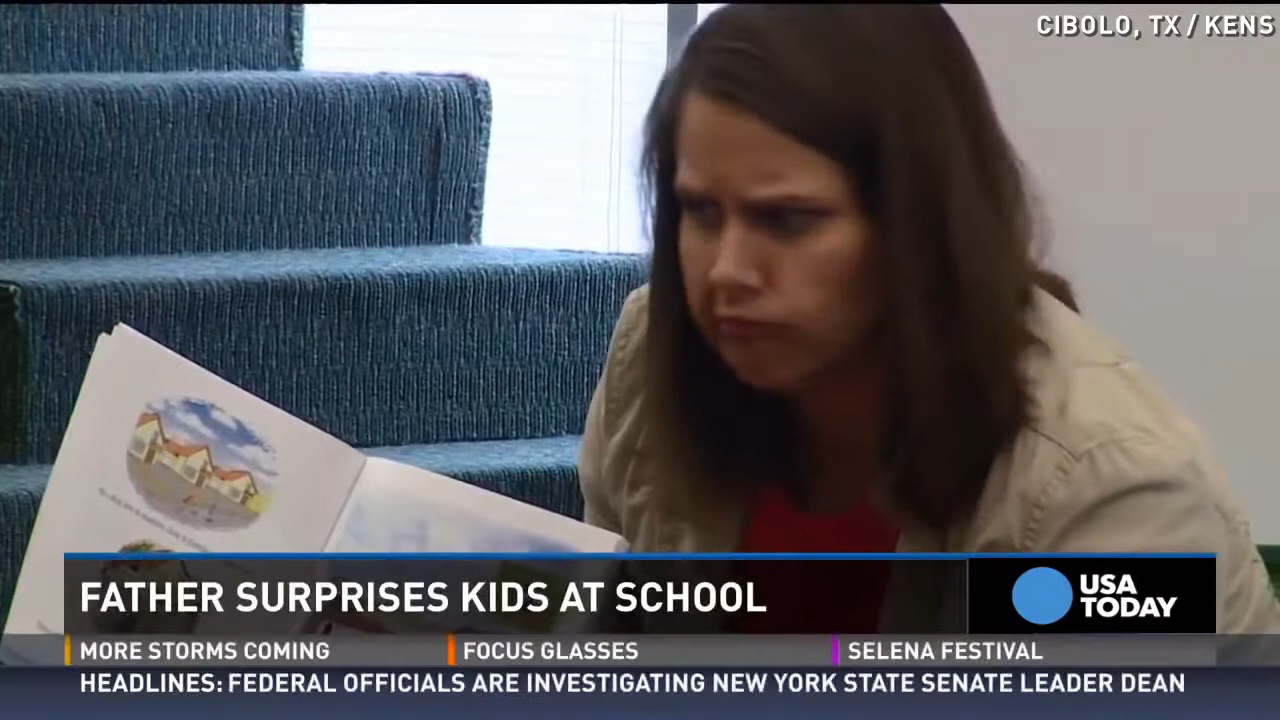 CIBOLO, TX / KENS
FATHER SURPRISES KIDS AT SCHOOL
USA
TODAY
MORE STORMS COMING
FOCUS GLASSES
SELENA FESTIVAL
HEADLINES: FEDERAL OFFICIALS ARE INVESTIGATING NEW YORK STATE SENATE LEADER DEAN